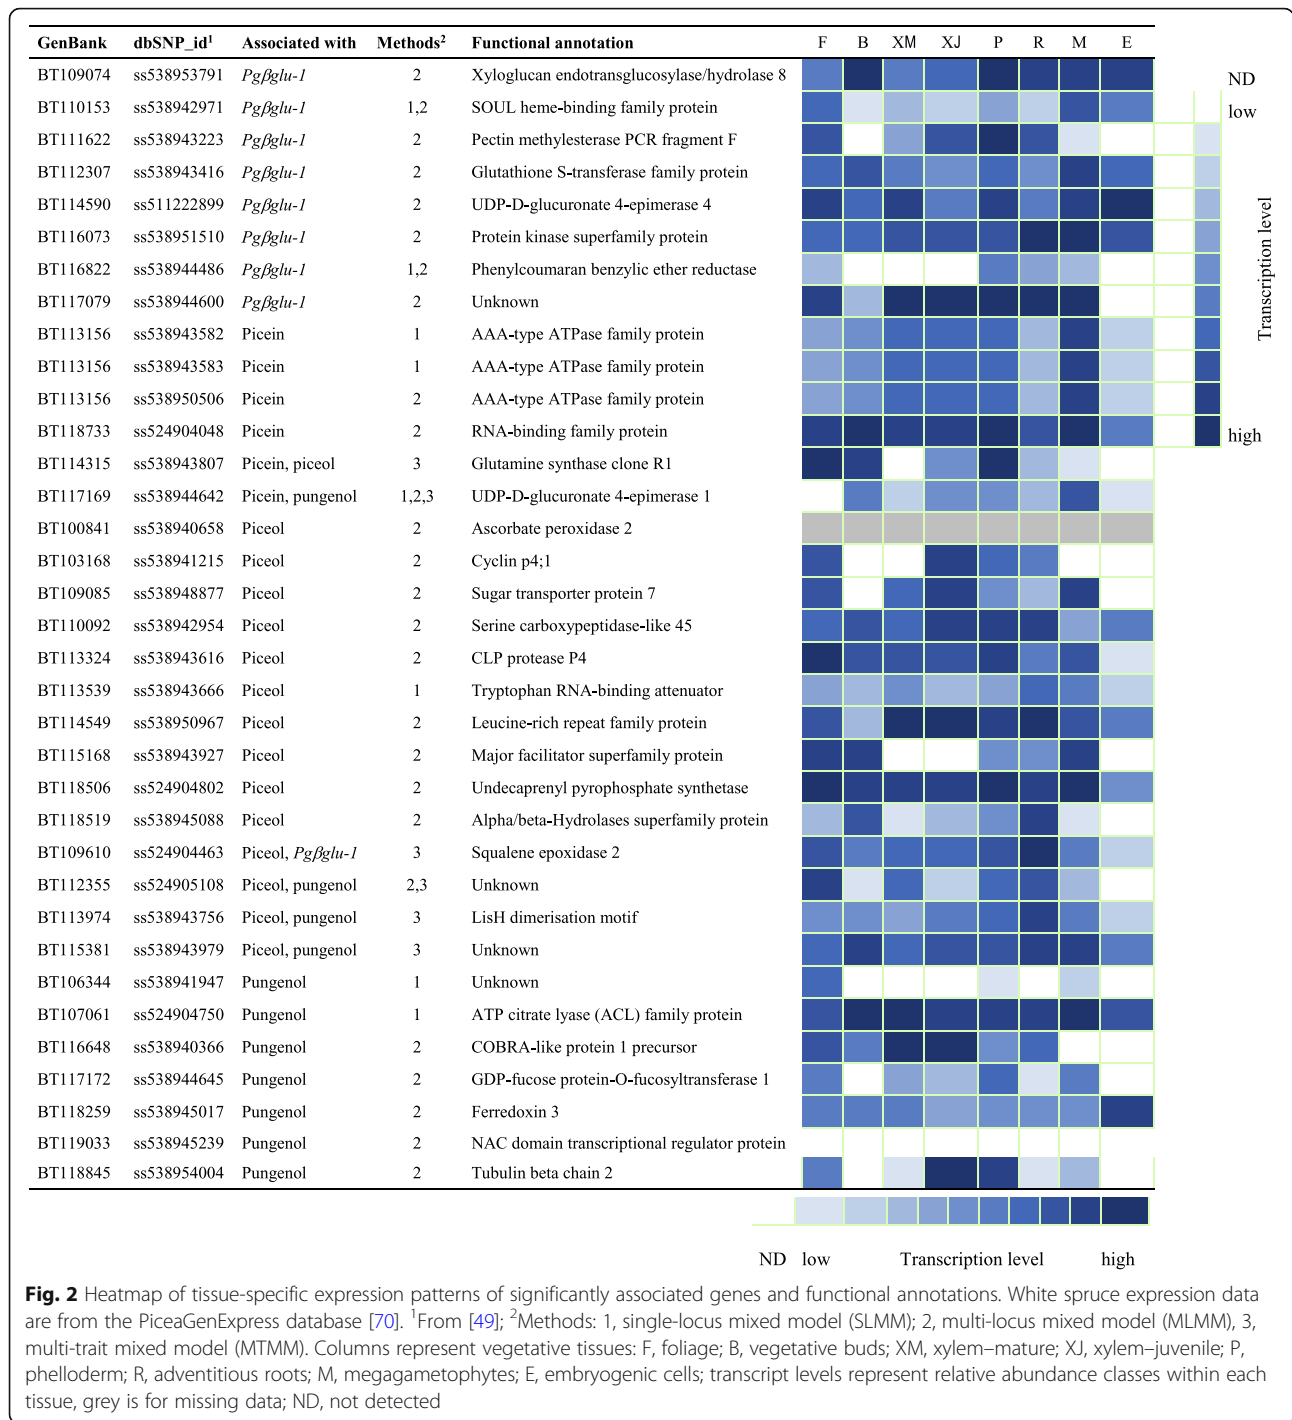 GenBank dbSNP_id1 Associated with Methods2 Functional annotation F B XM XJ P R M E
BT109074 ss538953791 Pgβglu-1 2 Xyloglucan endotransglucosylase/hydrolase 8
BT110153 ss538942971 Pgβglu-1 1,2 SOUL heme-binding family protein
BT111622 ss538943223 Pgβglu-1 2 Pectin methylesterase PCR fragment F
BT112307 ss538943416 Pgβglu-1 2 Glutathione S-transferase family protein
BT114590 ss511222899 Pgβglu-1 2 UDP-D-glucuronate 4-epimerase 4
BT116073 ss538951510 Pgβglu-1 2 Protein kinase superfamily protein
BT116822 ss538944486 Pgβglu-1 1,2 Phenylcoumaran benzylic ether reductase
BT117079 ss538944600 Pgβglu-1 2 Unknown
BT113156 ss538943582 Picein 1 AAA-type ATPase family protein
BT113156 ss538943583 Picein 1 AAA-type ATPase family protein
BT113156 ss538950506 Picein 2 AAA-type ATPase family protein
BT118733 ss524904048 Picein 2 RNA-binding family protein
BT114315 ss538943807 Picein, piceol 3 Glutamine synthase clone R1
BT117169 ss538944642 Picein, pungenol 1,2,3 UDP-D-glucuronate 4-epimerase 1
BT100841 ss538940658 Piceol 2 Ascorbate peroxidase 2
BT103168 ss538941215 Piceol 2 Cyclin p4;1
BT109085 ss538948877 Piceol 2 Sugar transporter protein 7
BT110092 ss538942954 Piceol 2 Serine carboxypeptidase-like 45
BT113324 ss538943616 Piceol 2 CLP protease P4
BT113539 ss538943666 Piceol 1 Tryptophan RNA-binding attenuator
BT114549 ss538950967 Piceol 2 Leucine-rich repeat family protein
BT115168 ss538943927 Piceol 2 Major facilitator superfamily protein
BT118506 ss524904802 Piceol 2 Undecaprenyl pyrophosphate synthetase
BT118519 ss538945088 Piceol 2 Alpha/beta-Hydrolases superfamily protein
BT109610 ss524904463 Piceol, Pgβglu-1 3 Squalene epoxidase 2
BT112355 ss524905108 Piceol, pungenol 2,3 Unknown
BT113974 ss538943756 Piceol, pungenol 3 LisH dimerisation motif
BT115381 ss538943979 Piceol, pungenol 3 Unknown
BT106344 ss538941947 Pungenol 1 Unknown
BT107061 ss524904750 Pungenol 1 ATP citrate lyase (ACL) family protein
BT116648 ss538940366 Pungenol 2 COBRA-like protein 1 precursor
BT117172 ss538944645 Pungenol 2 GDP-fucose protein-O-fucosyltransferase 1
BT118259 ss538945017 Pungenol 2 Ferredoxin 3
BT119033 ss538945239 Pungenol 2 NAC domain transcriptional regulator protein
BT118845 ss538954004 Pungenol 2 Tubulin beta chain 2
ND
low
Transcription level
high
ND low Transcription level high
Fig. 2 Heatmap of tissue-specific expression patterns of significantly associated genes and functional annotations. White spruce expression data
are from the PiceaGenExpress database [70]. 1From [49]; 2Methods: 1, single-locus mixed model (SLMM); 2, multi-locus mixed model (MLMM), 3,
multi-trait mixed model (MTMM). Columns represent vegetative tissues: F, foliage; B, vegetative buds; XM, xylem–mature; XJ, xylem–juvenile; P,
phelloderm; R, adventitious roots; M, megagametophytes; E, embryogenic cells; transcript levels represent relative abundance classes within each
tissue, grey is for missing data; ND, not detected